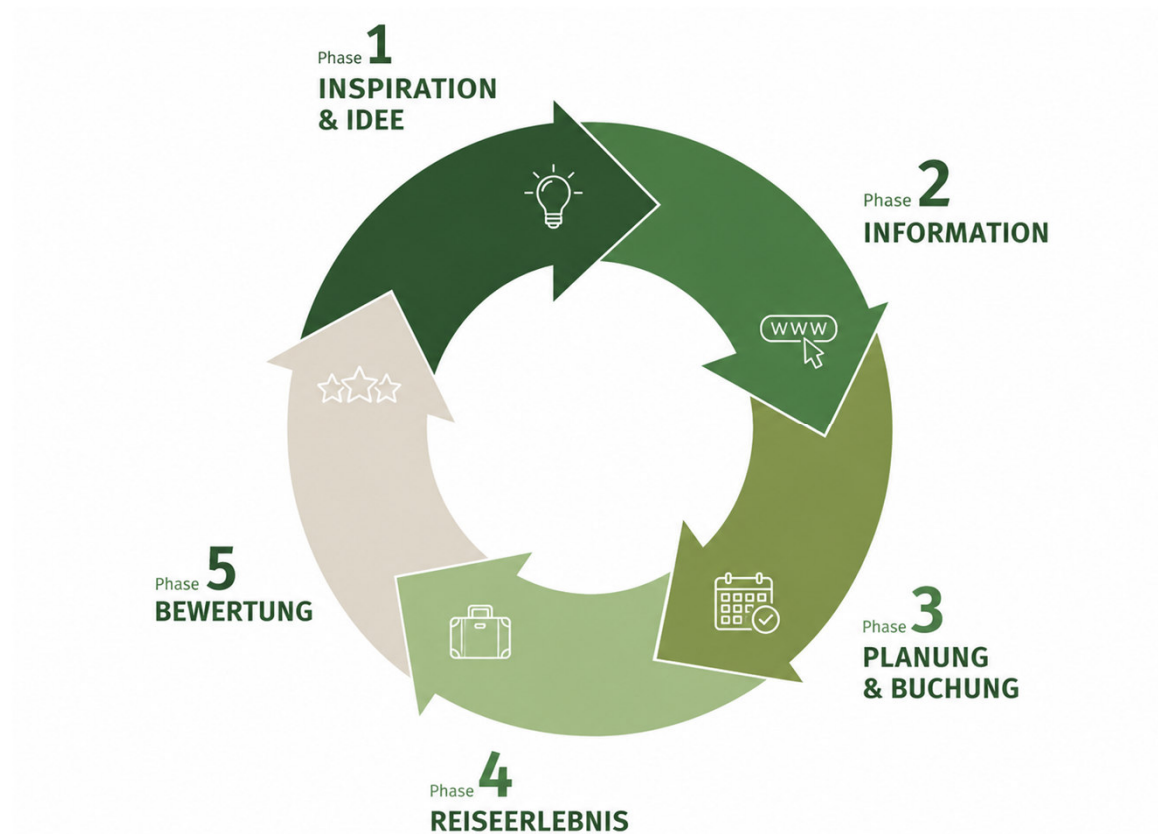 Phase 1
INSPIRATION
& IDEE
Phase 2
INFORMATION
WWW
Phase 3
PLANUNG
& BUCHUNG
Phase 4
REISEERLEBNIS
Phase 5
BEWERTUNG